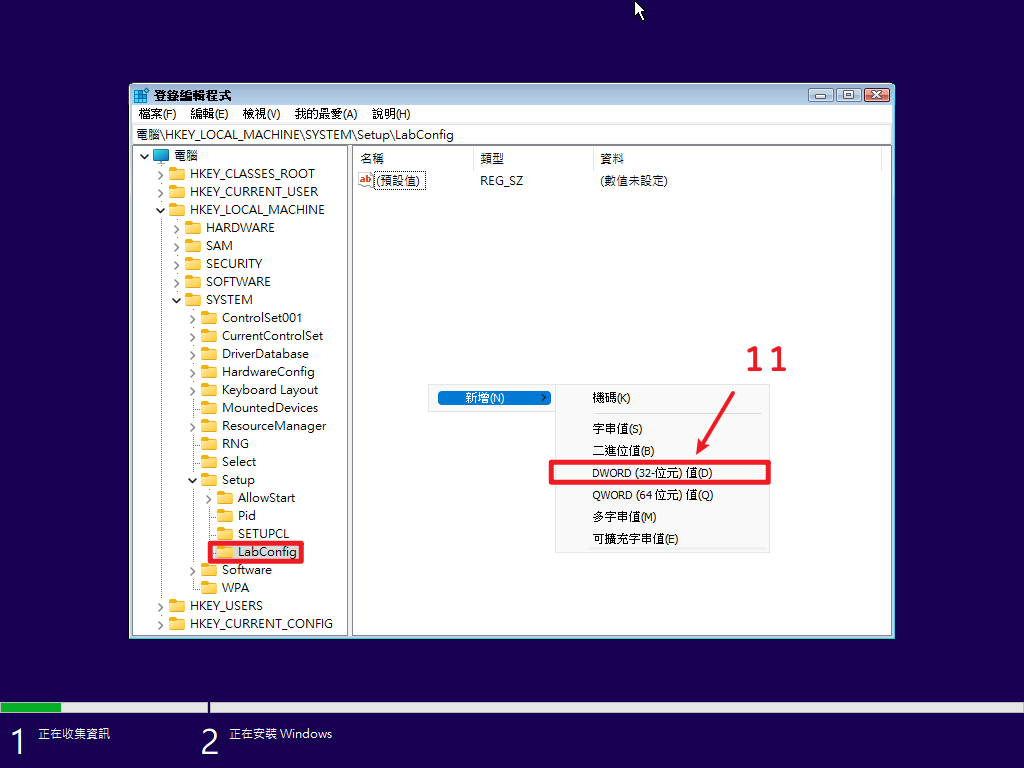 登錄編輯程式
檔案(F) 編輯(E) 檢視(V) 我的最愛(A) 說明(H)
電腦\HKEY_LOCAL_MACHINE\SYSTEM\Setup\LabConfig
電腦
HKEY_CLASSES_ROOT
HKEY_CURRENT_USER
HKEY_LOCAL_MACHINE
HARDWARE
SAM
SECURITY
SOFTWARE
SYSTEM
ControlSet001
CurrentControlSet
DriverDatabase
HardwareConfig
Keyboard Layout
MountedDevices
ResourceManager
RNG
Select
Setup
AllowStart
Pid
SETUPCL
LabConfig
Software
WPA
HKEY_USERS
HKEY_CURRENT_CONFIG
名稱 類型 資料
ab (預設值) REG_SZ (數值未設定)
11
新增(N)
機碼(K)
字串值(S)
二進位值(B)
DWORD (32-位元) 值(D)
QWORD (64 位元) 值(Q)
多字串值(M)
可擴充字串值(E)
1 正在收集資訊
2 正在安裝 Windows